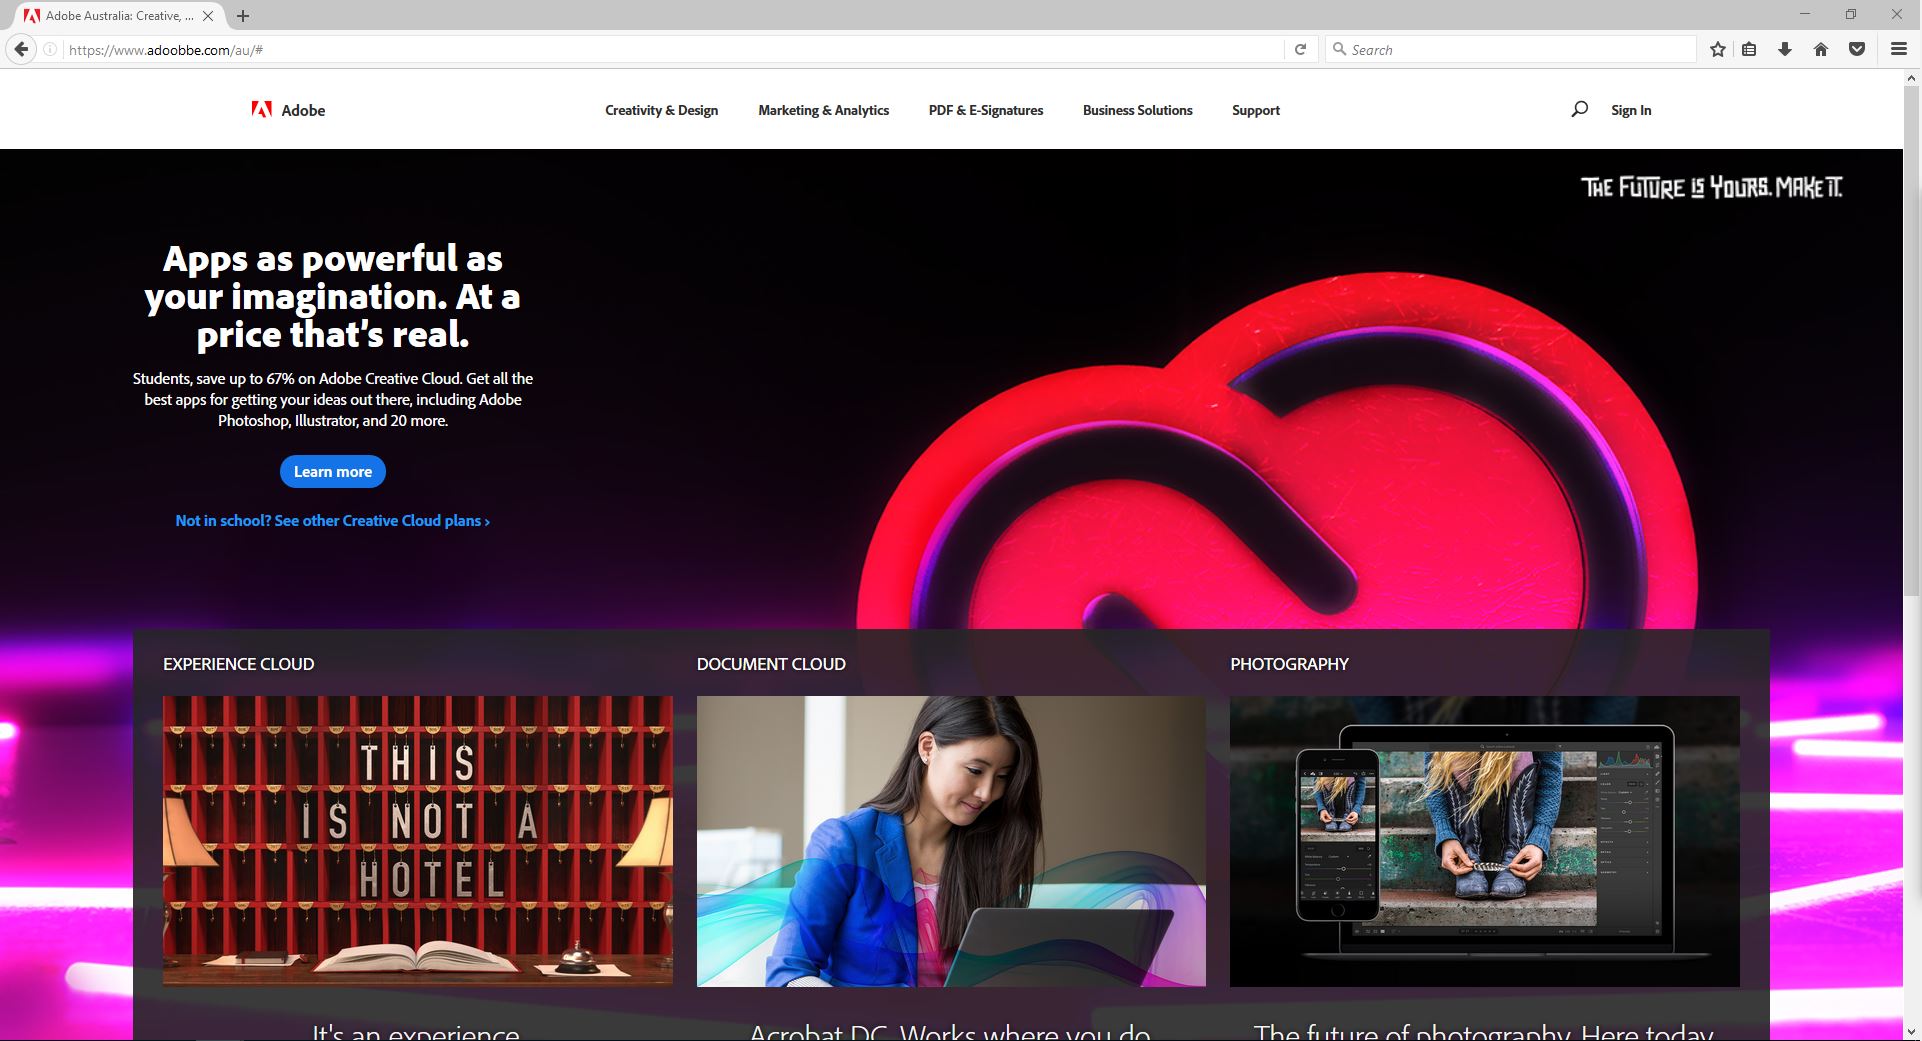 Adobe Australia: Creative, ...
https://www.adoobbe.com/au/#
Search
Adobe
Creativity & Design
Marketing & Analytics
PDF & E-Signatures
Business Solutions
Support
Sign In
THE FUTURE IS YOURS. MAKE IT.
Apps as powerful as
your imagination. At a
price that's real.
Students, save up to 67% on Adobe Creative Cloud. Get all the
best apps for getting your ideas out there, including Adobe
Photoshop, Illustrator, and 20 more.
Learn more
Not in school? See other Creative Cloud plans ›
EXPERIENCE CLOUD
DOCUMENT CLOUD
PHOTOGRAPHY
THIS
IS NOT A
HOTEL
It's an experience
Acrobat DC. Works where you do
The future of photography. Here today